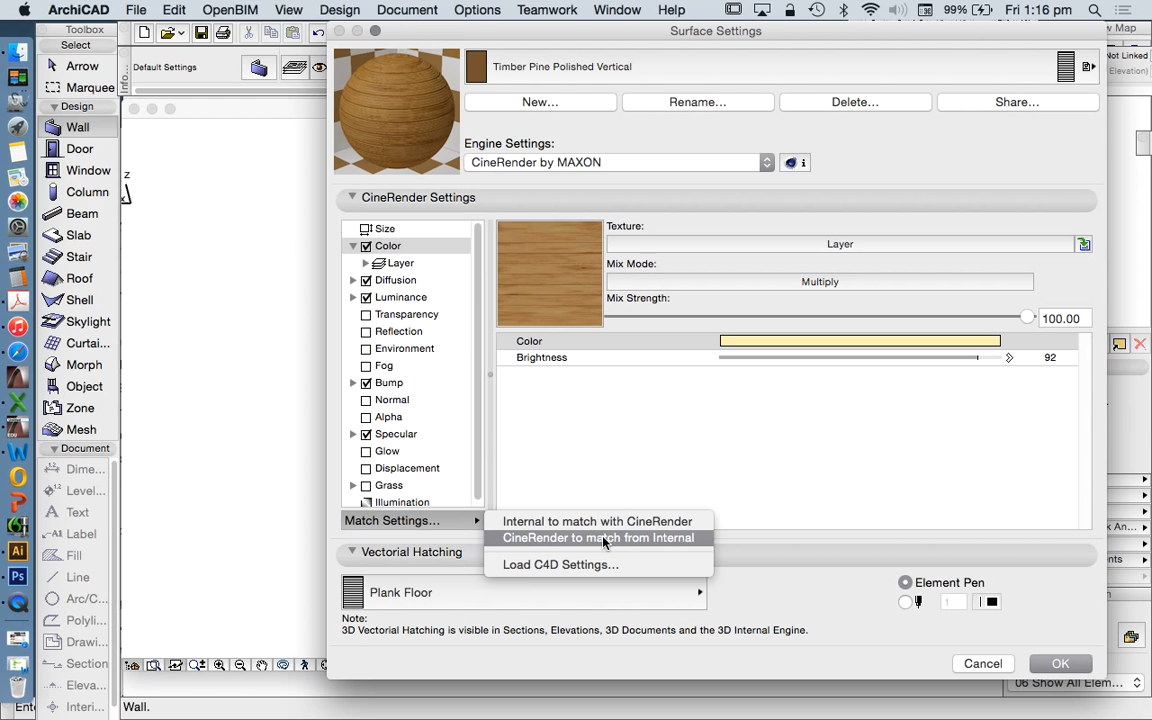 ArchiCAD File Edit OpenBIM View Design Document Options Teamwork Window Help 99% Fri 1:16 pm
Toolbox
Select
Arrow
Marquee
Design
Wall
Door
Window
Column
Beam
Slab
Stair
Roof
Shell
Skylight
Curtai...
Morph
Object
Zone
Mesh
Document
Dime...
Level...
Text
Label
Fill
Line
Arc/C...
Polyli...
Drawi...
Section
Eleva...
Interi...
Default Settings
Surface Settings
Timber Pine Polished Vertical
New...
Rename...
Delete...
Share...
Engine Settings:
CineRender by MAXON
i
CineRender Settings
Size
Color
Layer
Diffusion
Luminance
Transparency
Reflection
Environment
Fog
Bump
Normal
Alpha
Specular
Glow
Displacement
Grass
Illumination
Texture:
Layer
Mix Mode:
Multiply
Mix Strength:
100.00
Color
Brightness 92
Match Settings...
Internal to match with CineRender
CineRender to match from Internal
Load C4D Settings...
Vectorial Hatching
Plank Floor
Element Pen
1
Note:
3D Vectorial Hatching is visible in Sections, Elevations, 3D Documents and the 3D Internal Engine.
Cancel
OK
w Map
Not Linked
Elevation)
An...
nts
06 Show All Elem...
z
x
Ente
Wall.